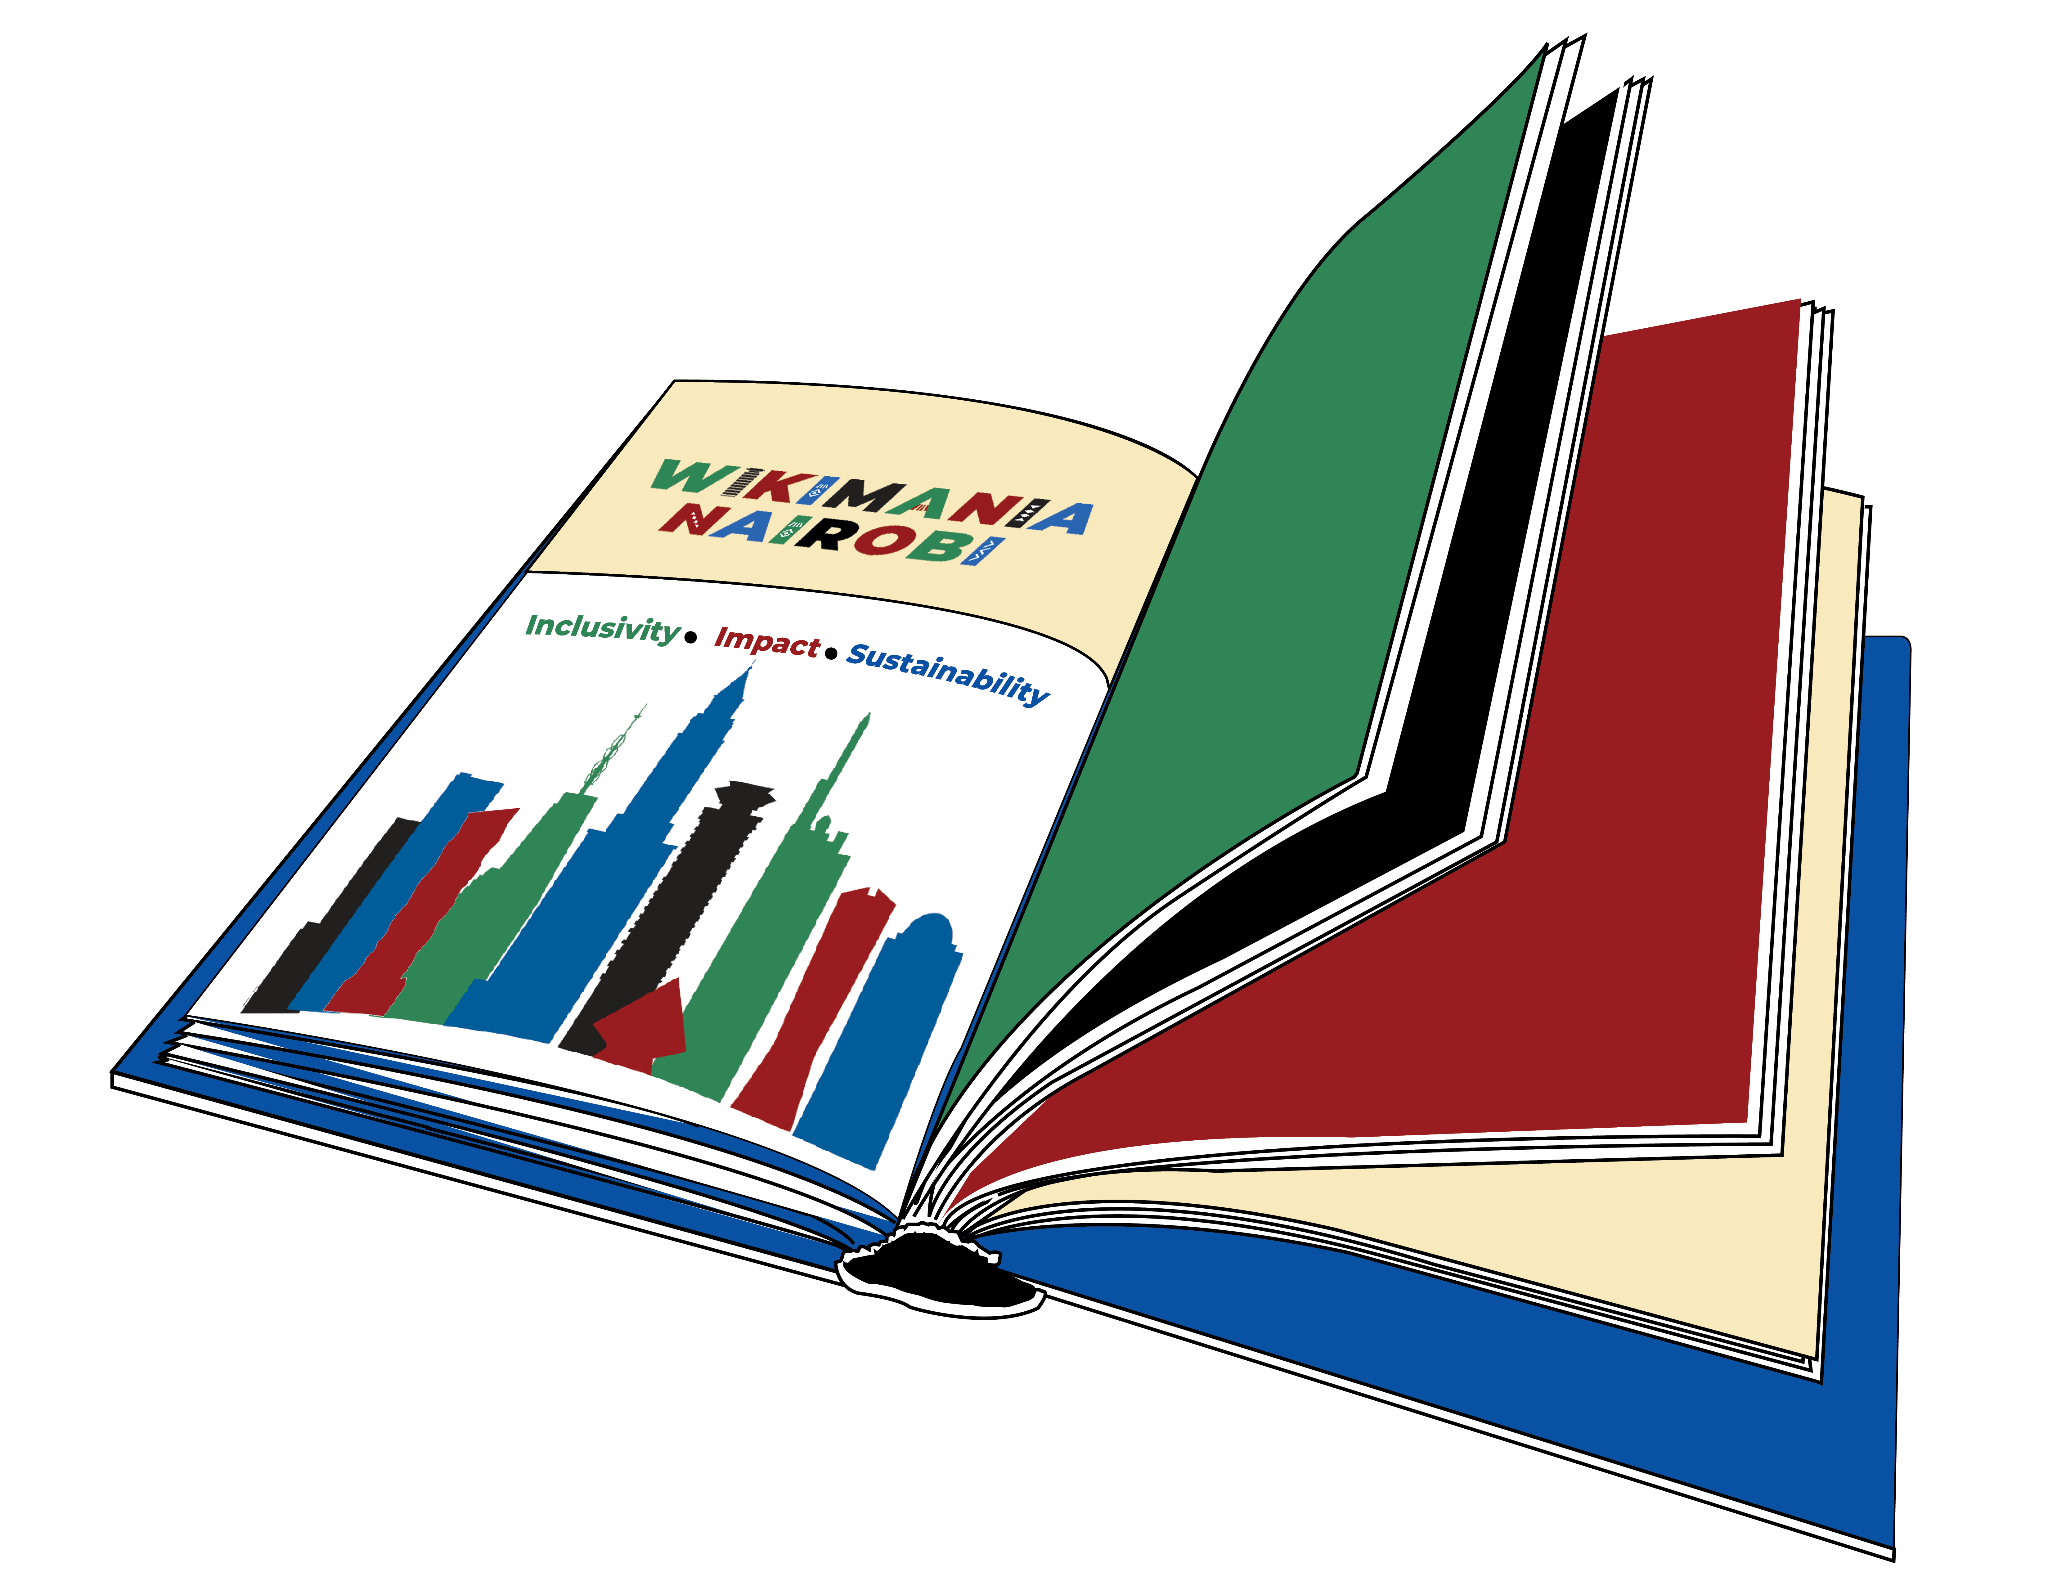 WIKIMANIA
NAIROBI
Inclusivity • Impact • Sustainability